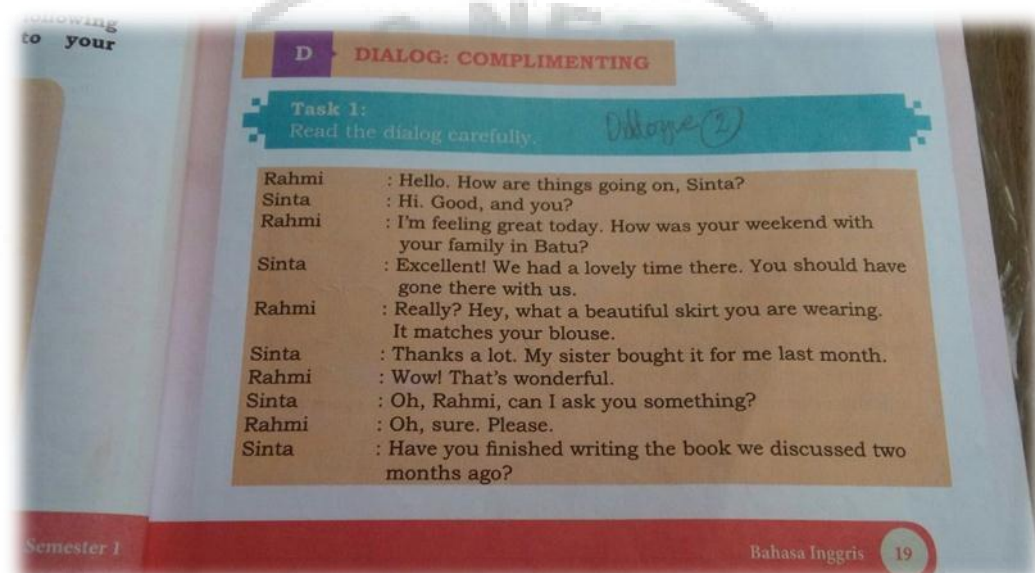 to your
D DIALOG: COMPLIMENTING
Task 1:
Read the dialog carefully.
(2)
Rahmi : Hello. How are things going on, Sinta?
Sinta : Hi. Good, and you?
Rahmi : I'm feeling great today. How was your weekend with
your family in Batu?
Sinta : Excellent! We had a lovely time there. You should have
gone there with us.
Rahmi : Really? Hey, what a beautiful skirt you are wearing.
It matches your blouse.
Sinta : Thanks a lot. My sister bought it for me last month.
Rahmi : Wow! That's wonderful.
Sinta : Oh, Rahmi, can I ask you something?
Rahmi : Oh, sure. Please.
Sinta : Have you finished writing the book we discussed two
months ago?
Semester 1
Bahasa Inggris 19